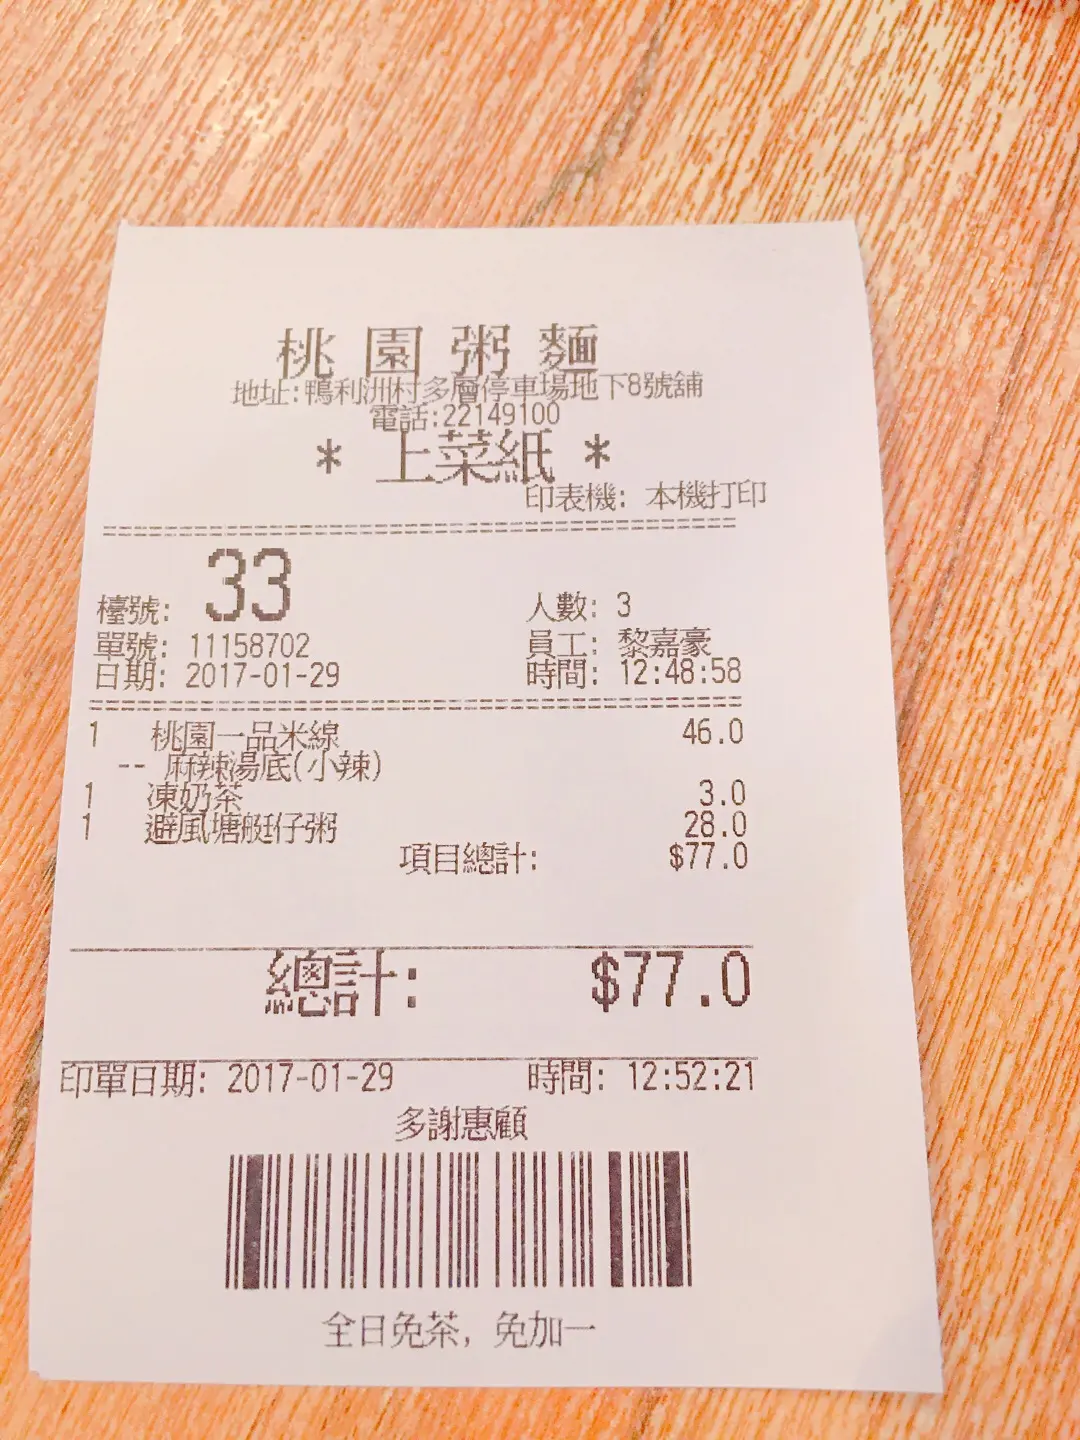 桃園粥麵
地址:鴨利洲村多層停車場地下8號舖
電話:22149100
* 上菜紙 *
印表機: 本機打印
檯號: 33 人數: 3
單號: 11158702 員工: 黎嘉豪
日期: 2017-01-29 時間: 12:48:58
1 桃園一品米線 46.0
-- 麻辣湯底(小辣)
1 凍奶茶 3.0
1 避風塘艇仔粥 28.0
項目總計: $77.0
總計: $77.0
印單日期: 2017-01-29 時間: 12:52:21
多謝惠顧
全日免茶, 免加一